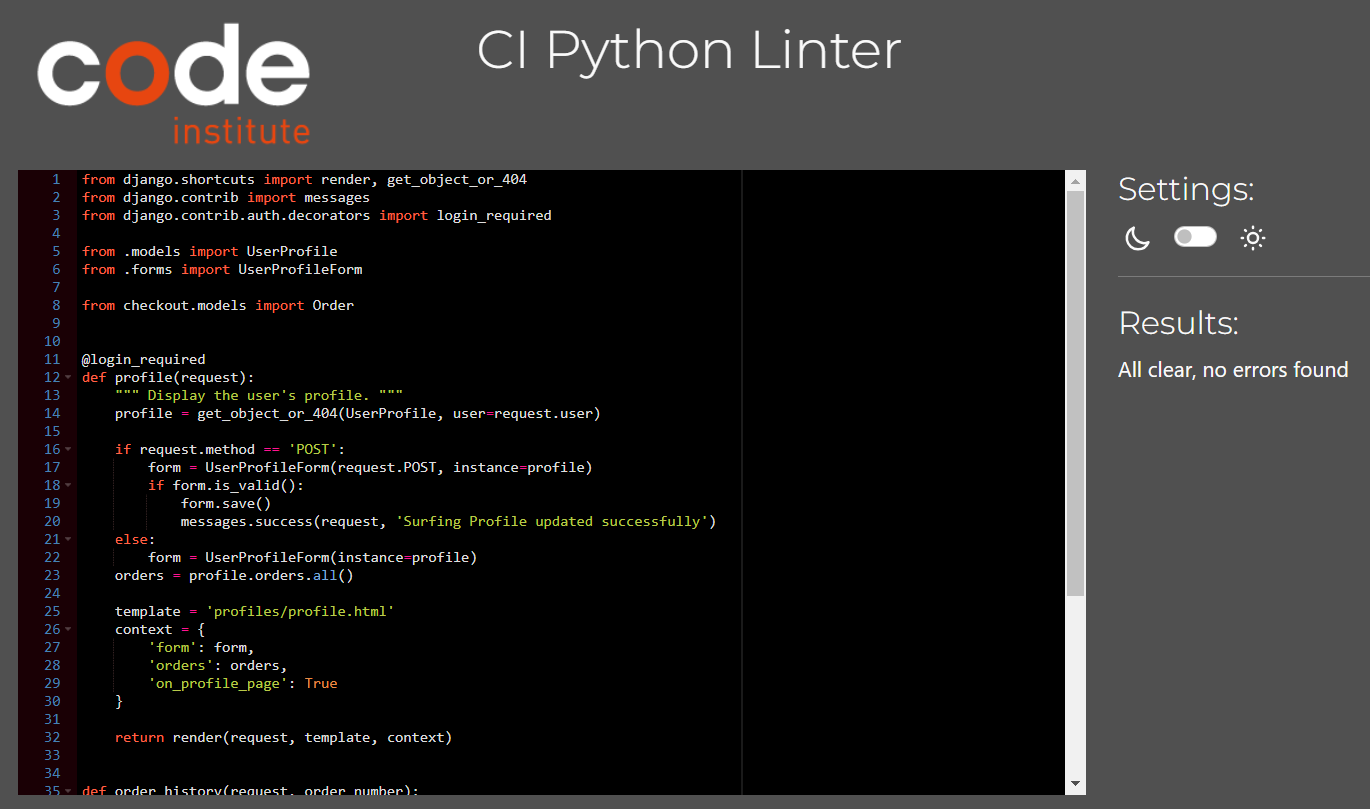 code
institute
CI Python Linter
1 from django.shortcuts import render, get_object_or_404
2 from django.contrib import messages
3 from django.contrib.auth.decorators import login_required
4
5 from .models import UserProfile
6 from .forms import UserProfileForm
7
8 from checkout.models import Order
9
10
11 @login_required
12 def profile(request):
13     """ Display the user's profile. """
14     profile = get_object_or_404(UserProfile, user=request.user)
15
16     if request.method == 'POST':
17         form = UserProfileForm(request.POST, instance=profile)
18         if form.is_valid():
19             form.save()
20             messages.success(request, 'Surfing Profile updated successfully')
21     else:
22         form = UserProfileForm(instance=profile)
23     orders = profile.orders.all()
24
25     template = 'profiles/profile.html'
26     context = {
27         'form': form,
28         'orders': orders,
29         'on_profile_page': True
30     }
31
32     return render(request, template, context)
33
34
35 def order_history(request, order_number):
Settings:
Results:
All clear, no errors found